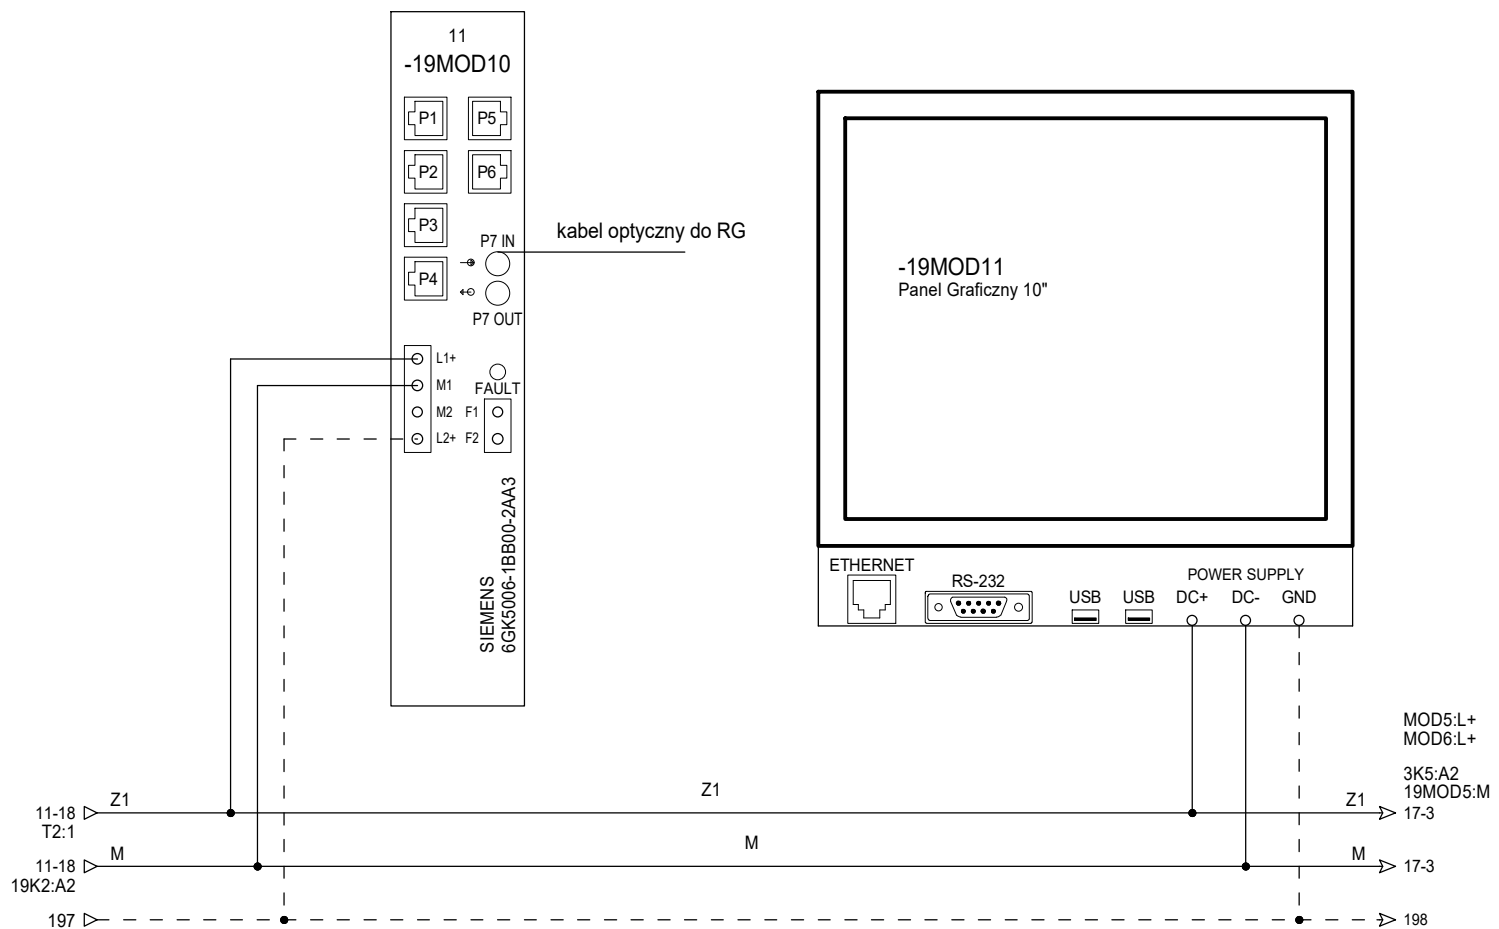 11
-19MOD10
P1
P5
P2
P6
P3
P4
P7 IN
P7 OUT
kabel optyczny do RG
L1+
M1
M2
L2+
FAULT
F1
F2
SIEMENS
6GK5006-1BB00-2AA3
-19MOD11
Panel Graficzny 10"
ETHERNET
RS-232
USB
USB
POWER SUPPLY
DC+
DC-
GND
MOD5:L+
MOD6:L+
3K5:A2
19MOD5:M
11-18
Z1
Z1
Z1
17-3
T2:1
11-18
M
M
M
17-3
19K2:A2
197
198